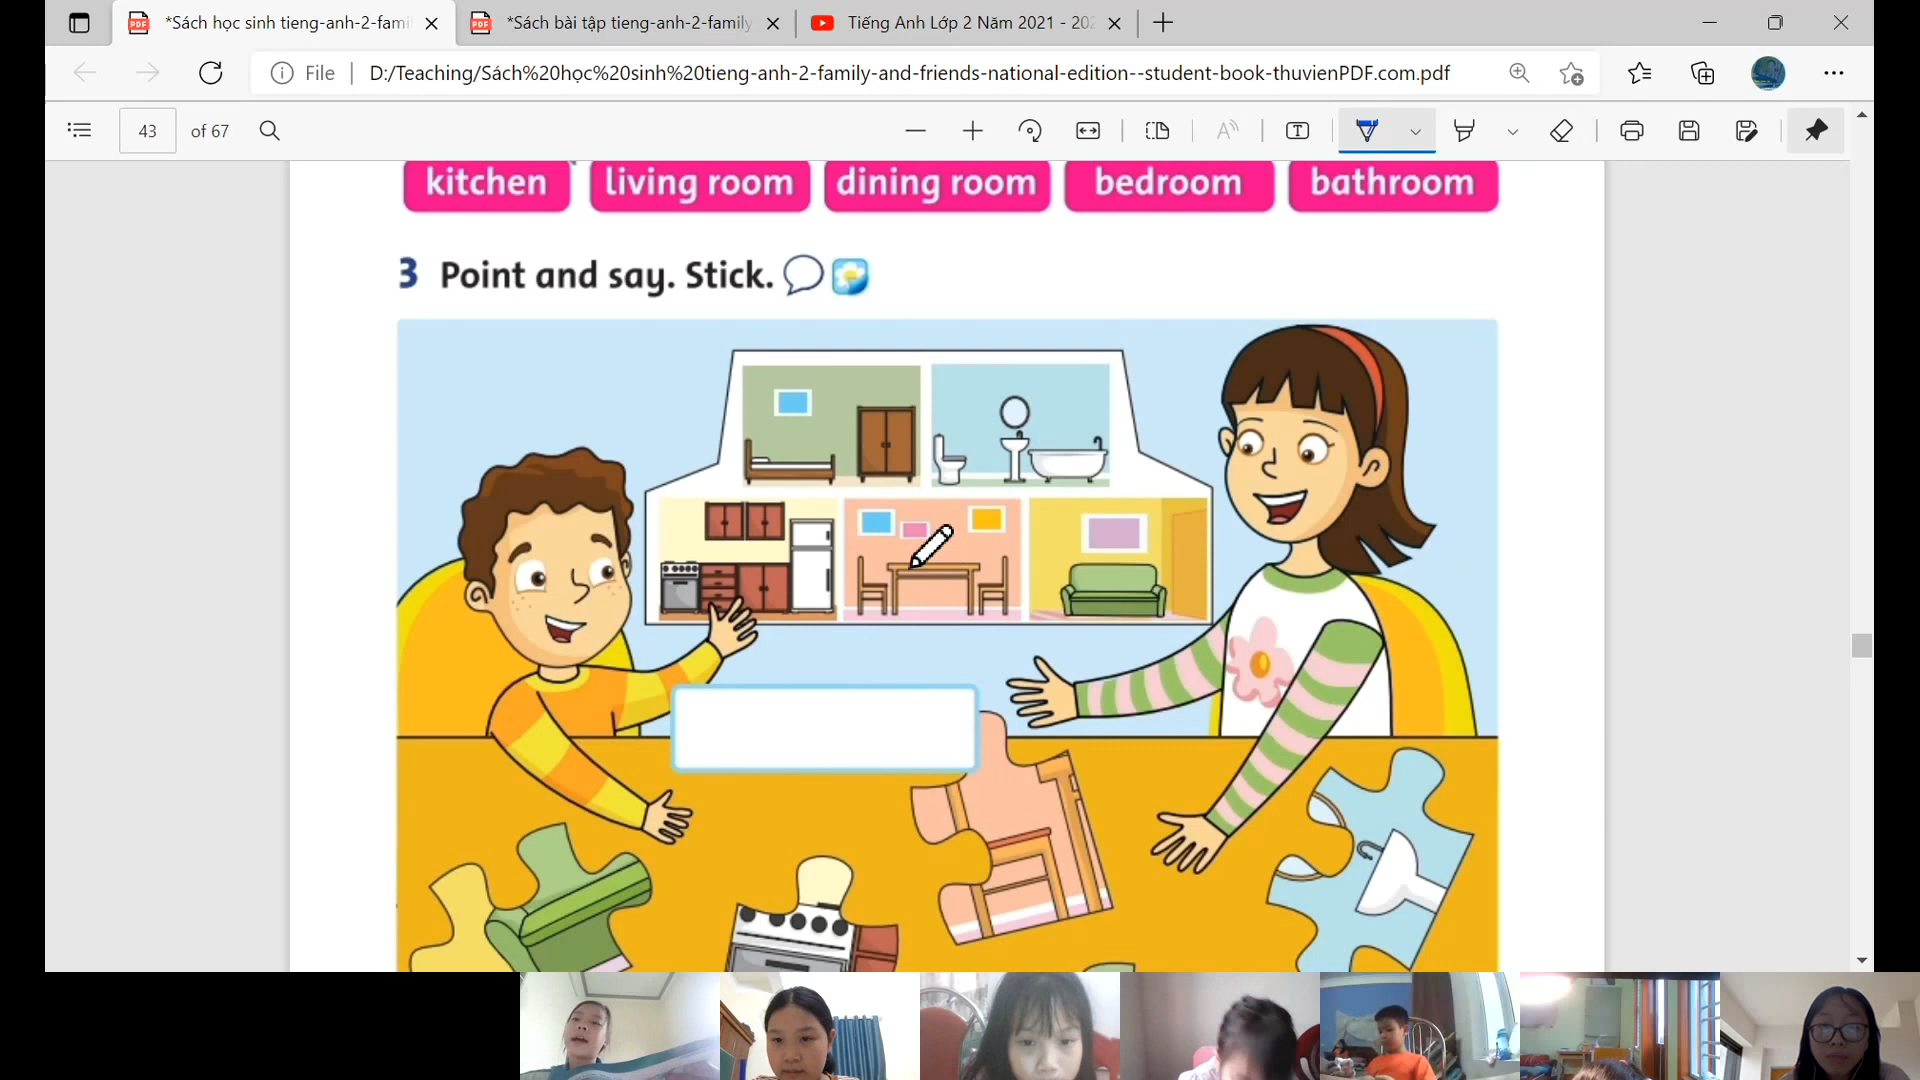 *Sách học sinh tieng-anh-2-fami
*Sách bài tập tieng-anh-2-family
Tiếng Anh Lớp 2 Năm 2021 - 202
File
D:/Teaching/Sách%20học%20sinh%20tieng-anh-2-family-and-friends-national-edition--student-book-thuvienPDF.com.pdf
43 of 67
kitchen living room dining room bedroom bathroom
3 Point and say. Stick.